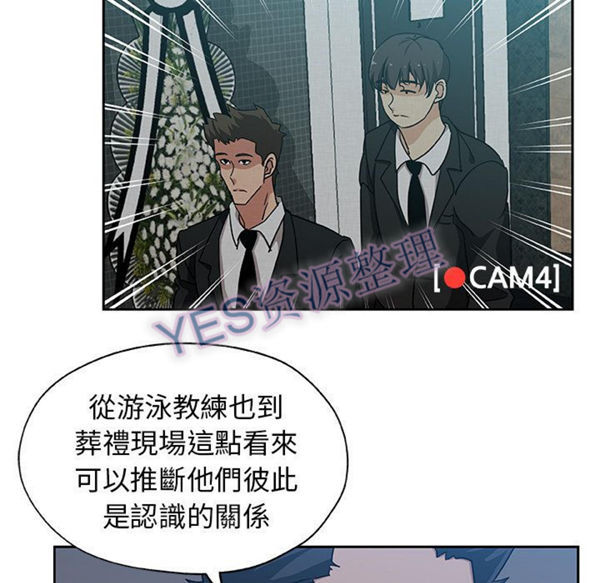 [●CAM4]
YES资源整理
從游泳教練也到
葬禮現場這點看來
可以推斷他們彼此
是認識的關係